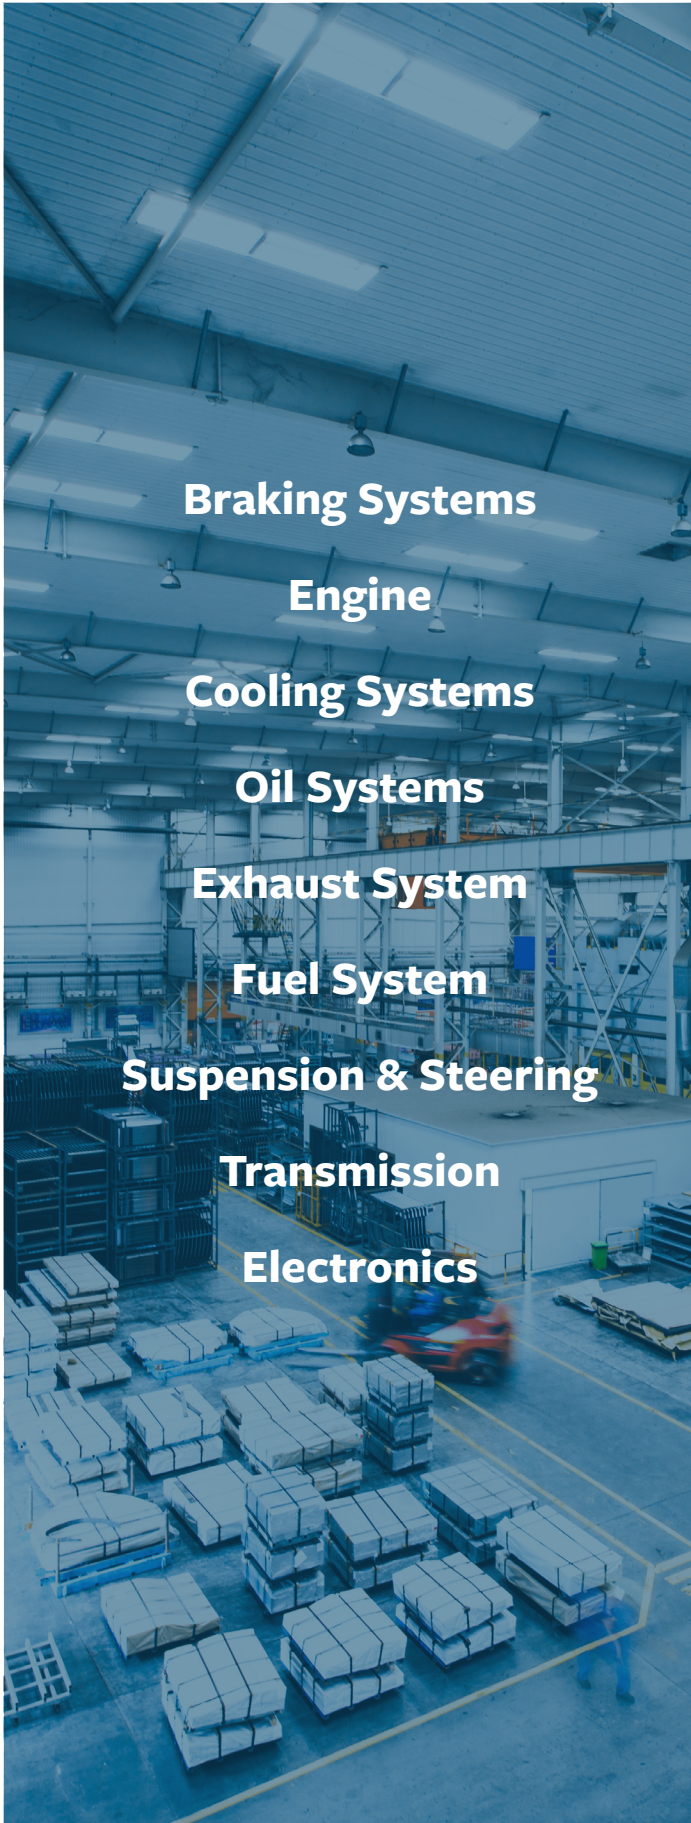 Braking Systems
Engine
Cooling Systems
Oil Systems
Exhaust System
Fuel System
Suspension & Steering
Transmission
Electronics